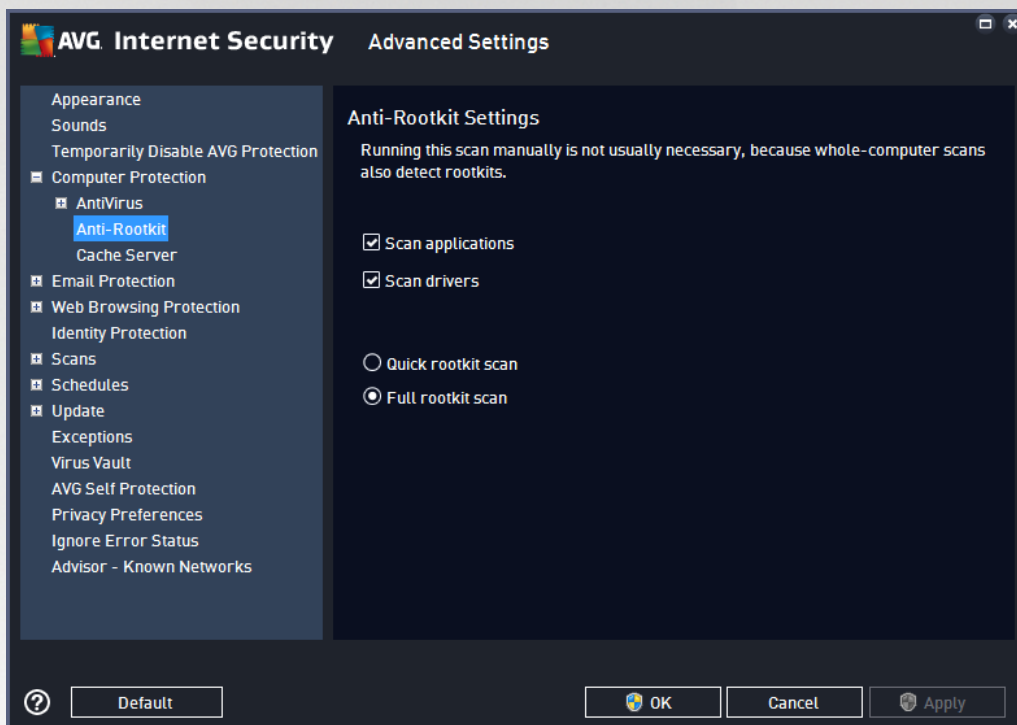 AVG. Internet Security Advanced Settings
Appearance
Sounds
Temporarily Disable AVG Protection
Computer Protection
AntiVirus
Anti-Rootkit
Cache Server
Email Protection
Web Browsing Protection
Identity Protection
Scans
Schedules
Update
Exceptions
Virus Vault
AVG Self Protection
Privacy Preferences
Ignore Error Status
Advisor - Known Networks
Anti-Rootkit Settings
Running this scan manually is not usually necessary, because whole-computer scans
also detect rootkits.
Scan applications
Scan drivers
Quick rootkit scan
Full rootkit scan
? Default OK Cancel Apply